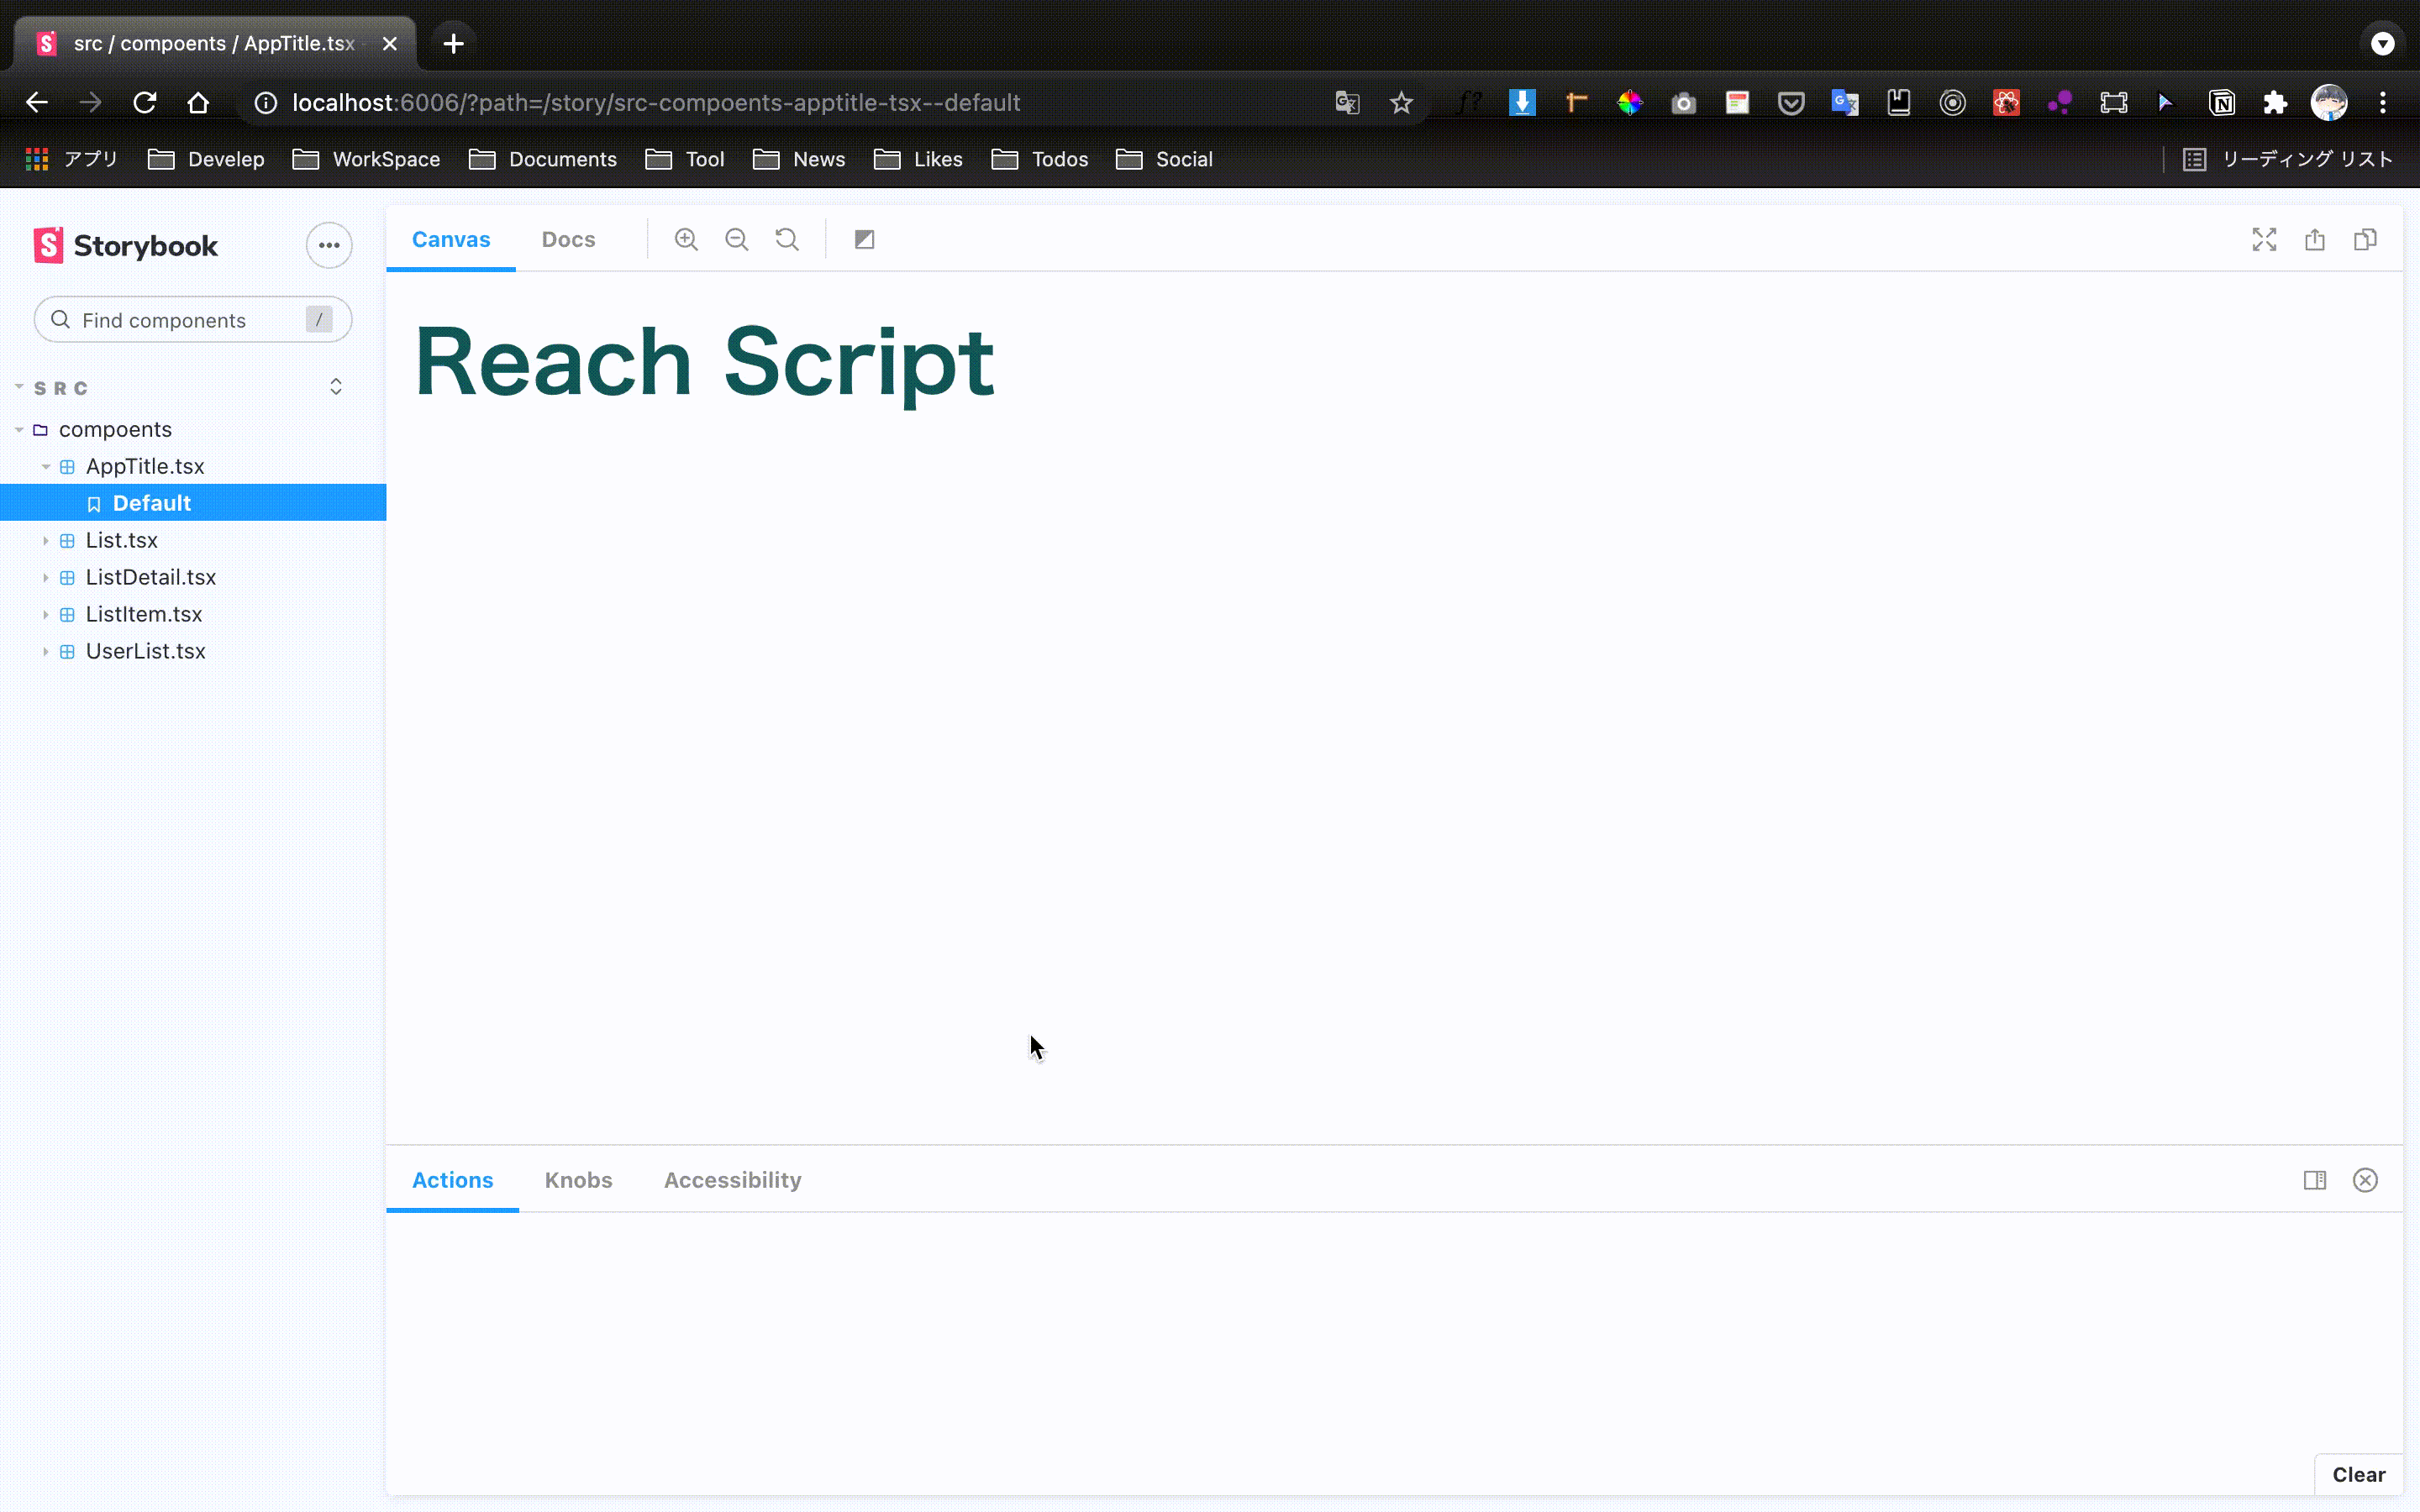 src / compoents / AppTitle.tsx
localhost:6006/?path=/story/src-compoents-apptitle-tsx--default
アプリ Develep WorkSpace Documents Tool News Likes Todos Social リーディング リスト
Storybook
Canvas Docs
Find components /
Reach Script
SRC
compoents
AppTitle.tsx
Default
List.tsx
ListDetail.tsx
ListItem.tsx
UserList.tsx
Actions Knobs Accessibility
Clear